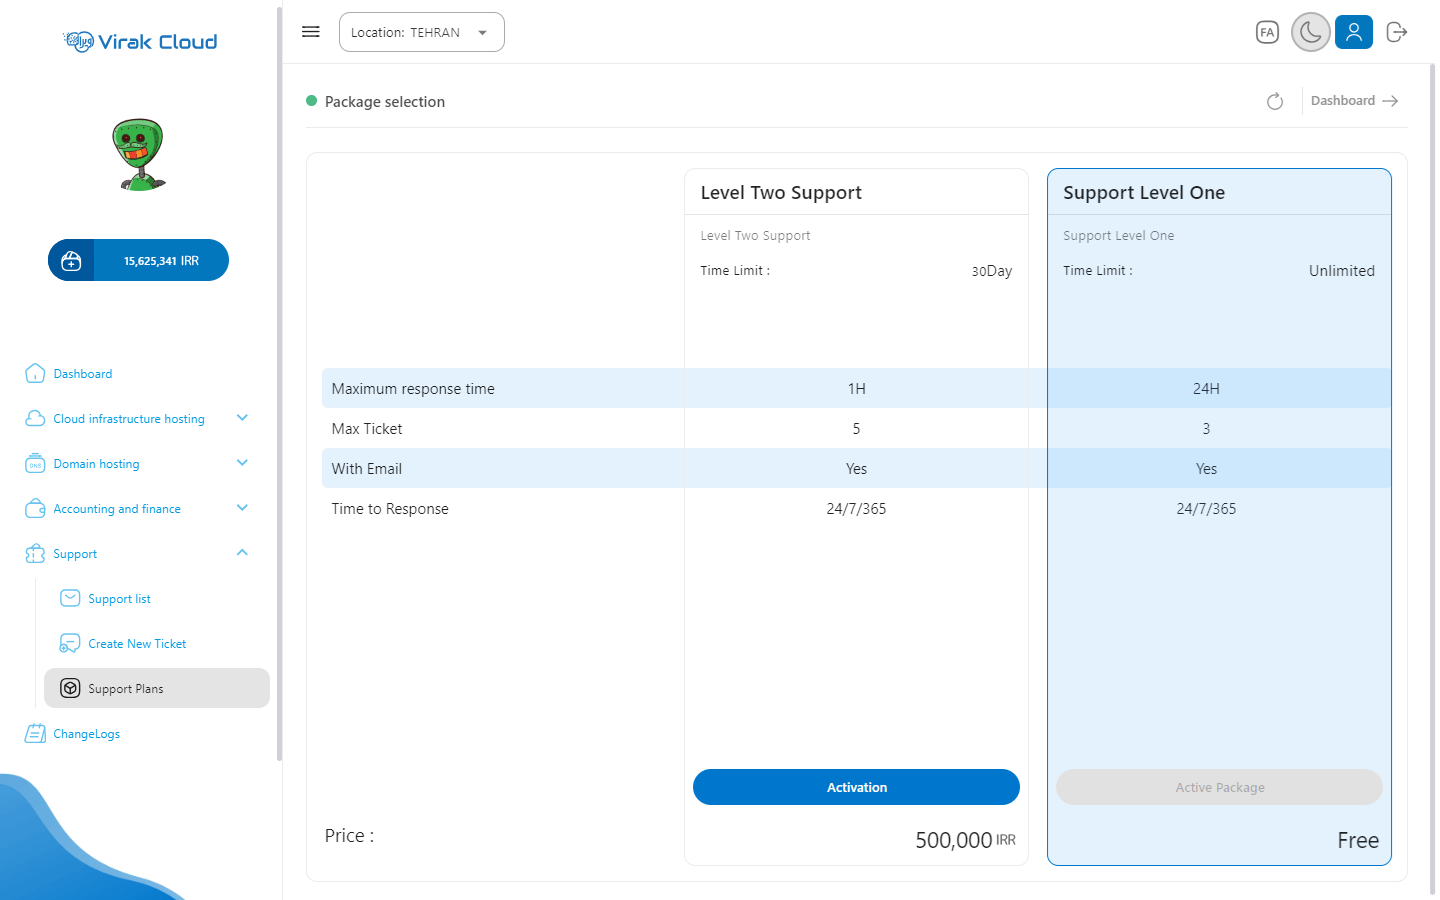 Virak Cloud
15,625,341 IRR
Dashboard
Cloud infrastructure hosting
DNS
Domain hosting
Accounting and finance
Support
Support list
Create New Ticket
Support Plans
ChangeLogs
Location: TEHRAN
FA
Package selection
Dashboard
Level Two Support
Support Level One
Level Two Support
Support Level One
Time Limit : 30Day
Time Limit : Unlimited
Maximum response time 1H 24H
Max Ticket 5 3
With Email Yes Yes
Time to Response 24/7/365 24/7/365
Activation
Active Package
Price : 500,000 IRR Free